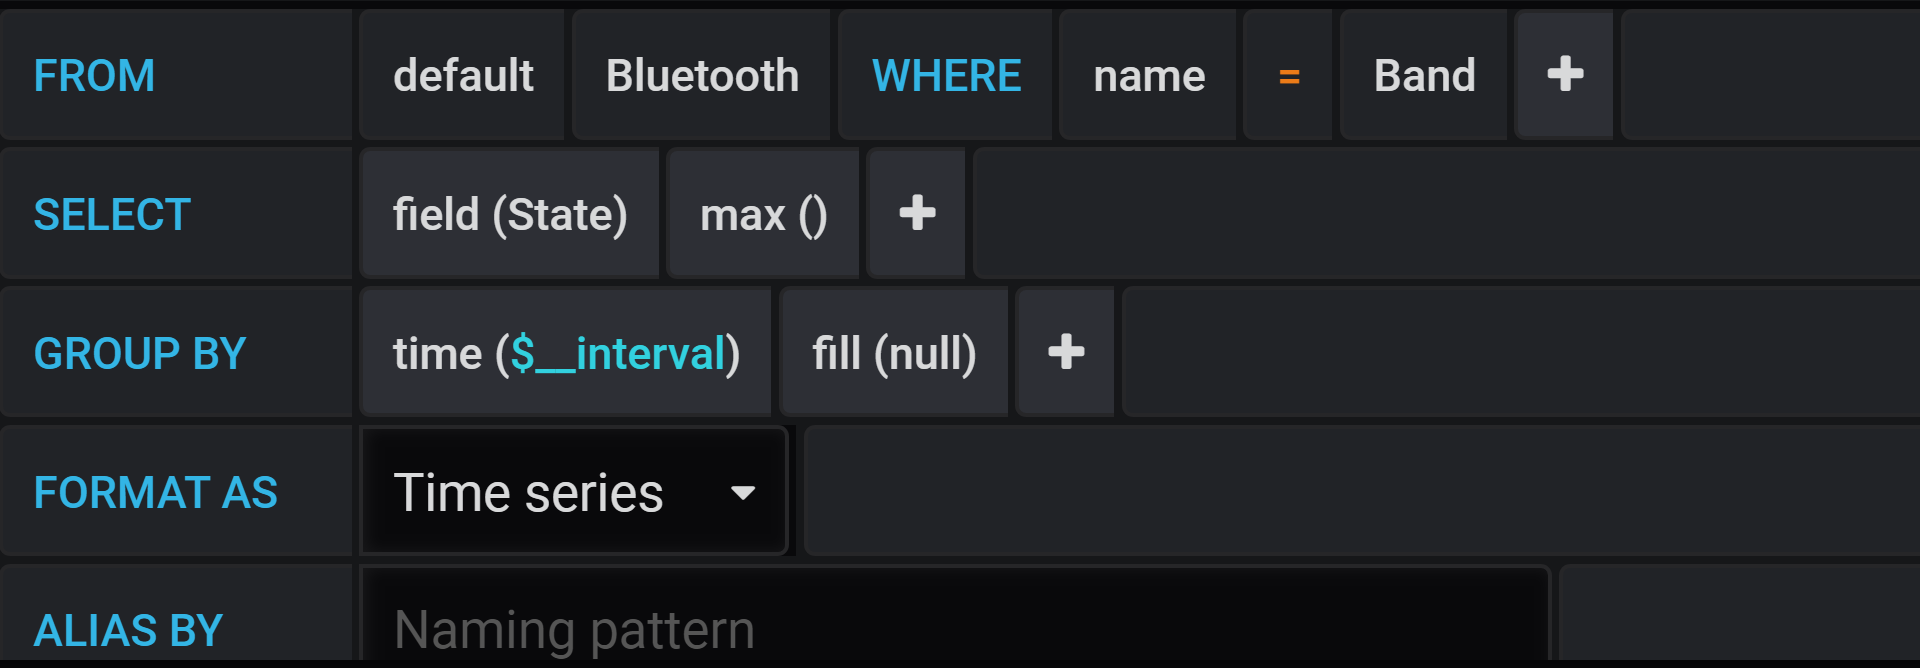 FROM default Bluetooth WHERE name = Band +
SELECT field (State) max () +
GROUP BY time ($__interval) fill (null) +
FORMAT AS Time series
ALIAS BY Naming pattern